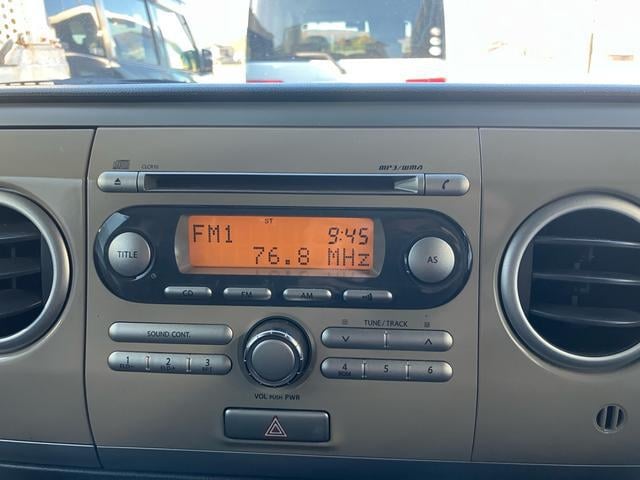 CLCR10 MP3/WMA
ST
FM1 9:45
76.8 MHz
TITLE AS
CD FM AM
SOUND CONT. TUNE/TRACK
1 2 3 4 5 6
VOL PUSH PWR